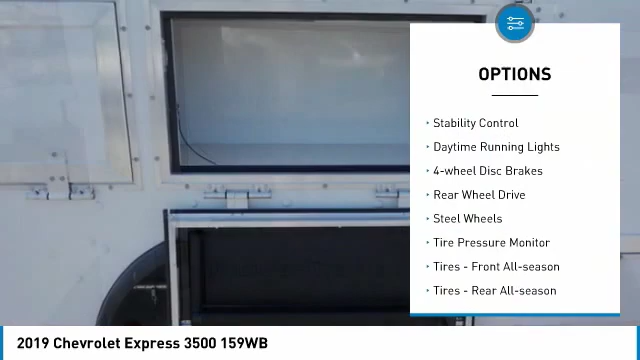 OPTIONS
• Stability Control
• Daytime Running Lights
• 4-wheel Disc Brakes
• Rear Wheel Drive
• Steel Wheels
• Tire Pressure Monitor
• Tires - Front All-season
• Tires - Rear All-season
2019 Chevrolet Express 3500 159WB